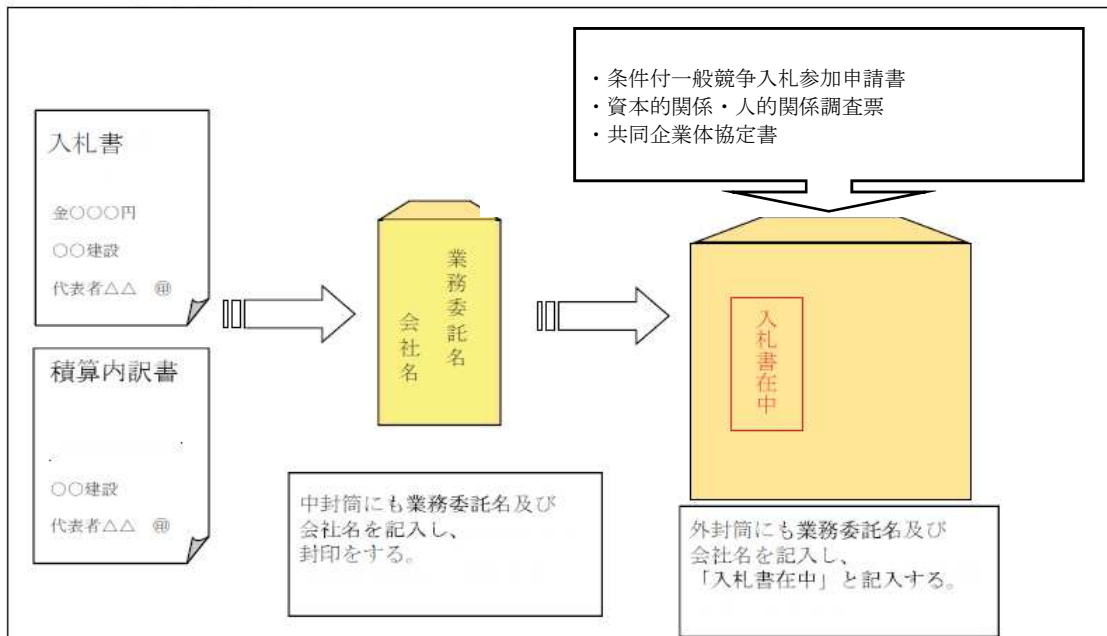 ・条件付一般競争入札参加申請書
・資本的関係・人的関係調査票
・共同企業体協定書
入札書
金〇〇〇円
〇〇建設
代表者△△ ㊞
積算内訳書
〇〇建設
代表者△△ ㊞
業務委託名
会社名
入札書在中
中封筒にも業務委託名及び
会社名を記入し、
封印をする。
外封筒にも業務委託名及び
会社名を記入し、
「入札書在中」と記入する。